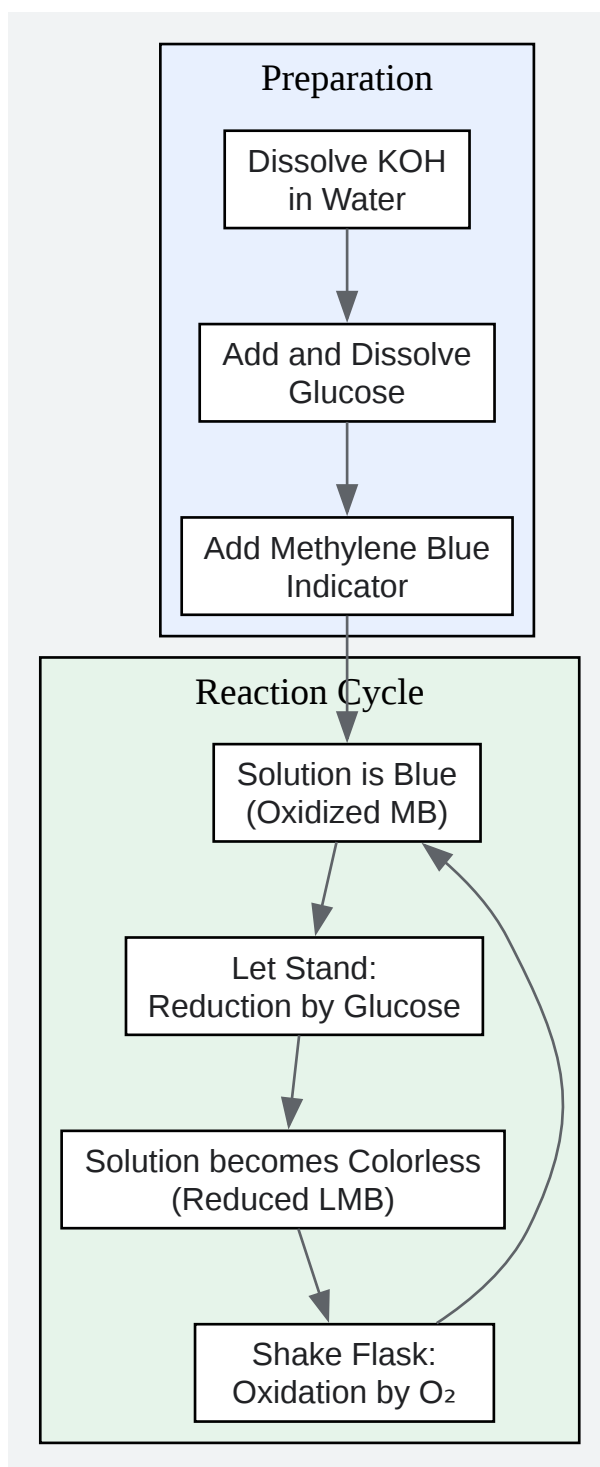 Preparation
Dissolve KOH
in Water
Add and Dissolve
Glucose
Add Methylene Blue
Indicator
Reaction Cycle
Solution is Blue
(Oxidized MB)
Let Stand:
Reduction by Glucose
Solution becomes Colorless
(Reduced LMB)
Shake Flask:
Oxidation by O₂